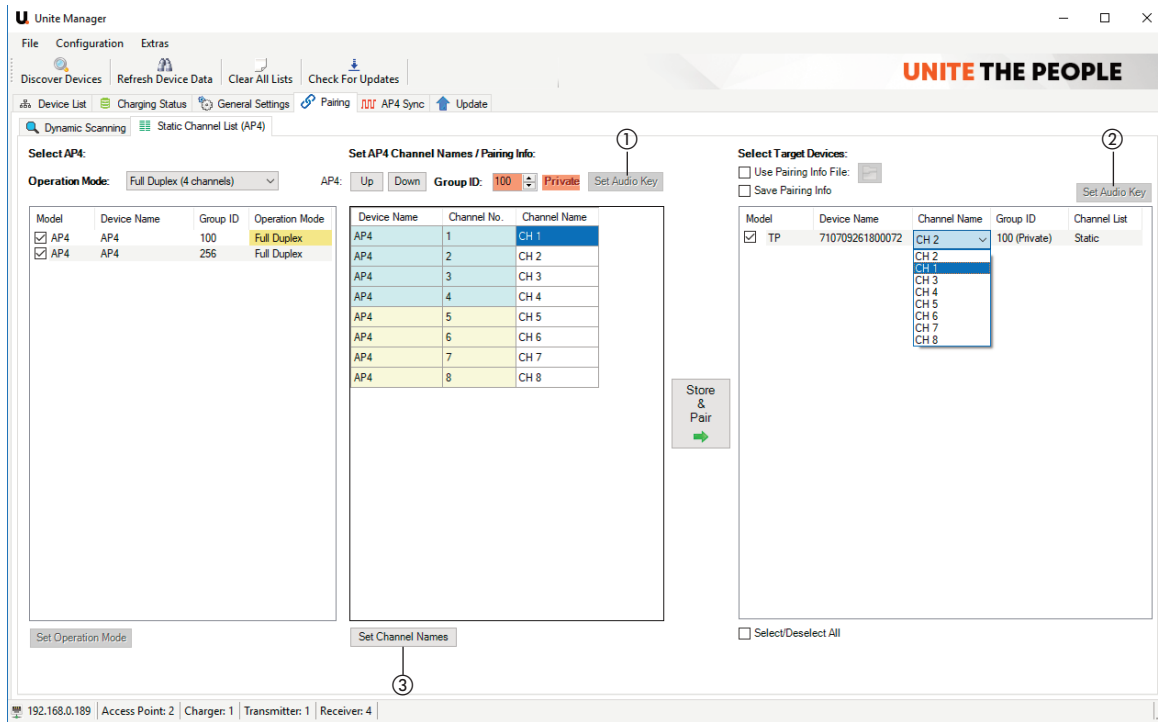 U Unite Manager
File Configuration Extras
Discover Devices Refresh Device Data Clear All Lists Check For Updates
UNITE THE PEOPLE
Device List Charging Status General Settings Pairing AP4 Sync Update
Dynamic Scanning Static Channel List (AP4)
① ②
Select AP4: Set AP4 Channel Names / Pairing Info: Select Target Devices:
Use Pairing Info File:
Operation Mode: Full Duplex (4 channels) AP4: Up Down Group ID: 100 Private Set Audio Key
Save Pairing Info Set Audio Key
Model Device Name Group ID Operation Mode Device Name Channel No. Channel Name Model Device Name Channel Name Group ID Channel List
AP4 AP4 100 Full Duplex AP4 1 CH 1 TP 710709261800072 CH 2 100 (Private) Static
AP4 AP4 256 Full Duplex AP4 2 CH 2 CH 2
CH 1
AP4 3 CH 3 CH 3
AP4 4 CH 4 CH 4
CH 5
AP4 5 CH 5 CH 6
AP4 6 CH 6 CH 7
CH 8
AP4 7 CH 7
AP4 8 CH 8
Store
&
Pair
Set Operation Mode Set Channel Names Select/Deselect All
③
192.168.0.189 Access Point: 2 Charger: 1 Transmitter: 1 Receiver: 4